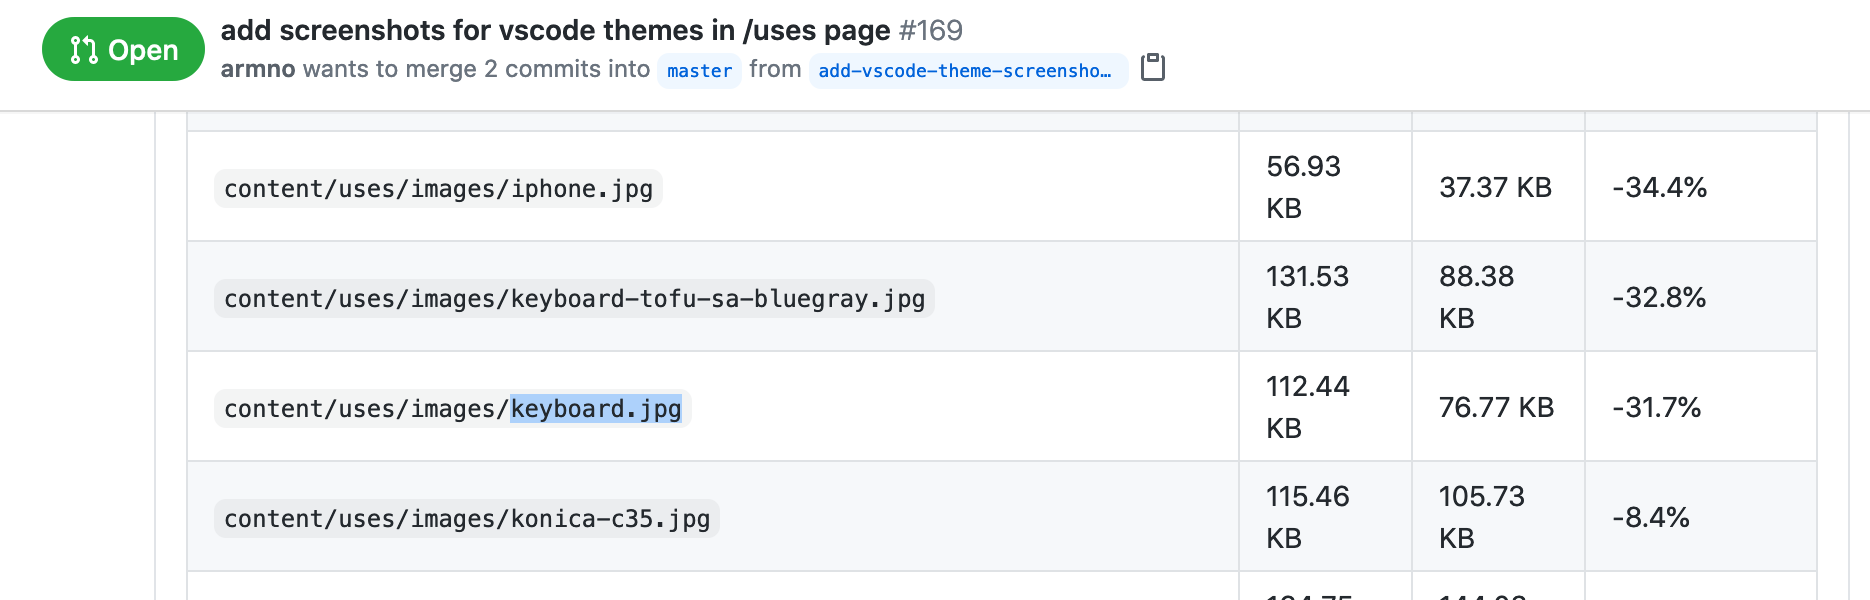 Open
add screenshots for vscode themes in /uses page #169
armno wants to merge 2 commits into master from add-vscode-theme-screensho…
content/uses/images/iphone.jpg
56.93
KB
37.37 KB
-34.4%
content/uses/images/keyboard-tofu-sa-bluegray.jpg
131.53
KB
88.38
KB
-32.8%
content/uses/images/keyboard.jpg
112.44
KB
76.77 KB
-31.7%
content/uses/images/konica-c35.jpg
115.46
KB
105.73
KB
-8.4%